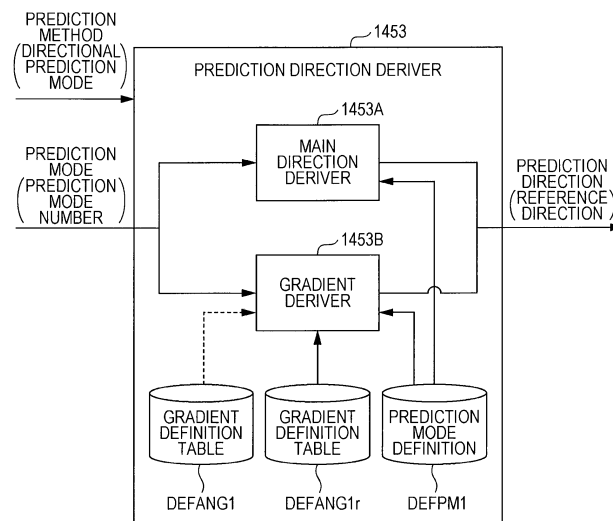 1453
PREDICTION
METHOD
(DIRECTIONAL
PREDICTION
MODE)
PREDICTION DIRECTION DERIVER
1453A
MAIN
DIRECTION
DERIVER
PREDICTION
MODE
(PREDICTION
MODE
NUMBER)
PREDICTION
DIRECTION
(REFERENCE
DIRECTION)
1453B
GRADIENT
DERIVER
GRADIENT
DEFINITION
TABLE
GRADIENT
DEFINITION
TABLE
PREDICTION
MODE
DEFINITION
DEFANG1
DEFANG1r
DEFPM1